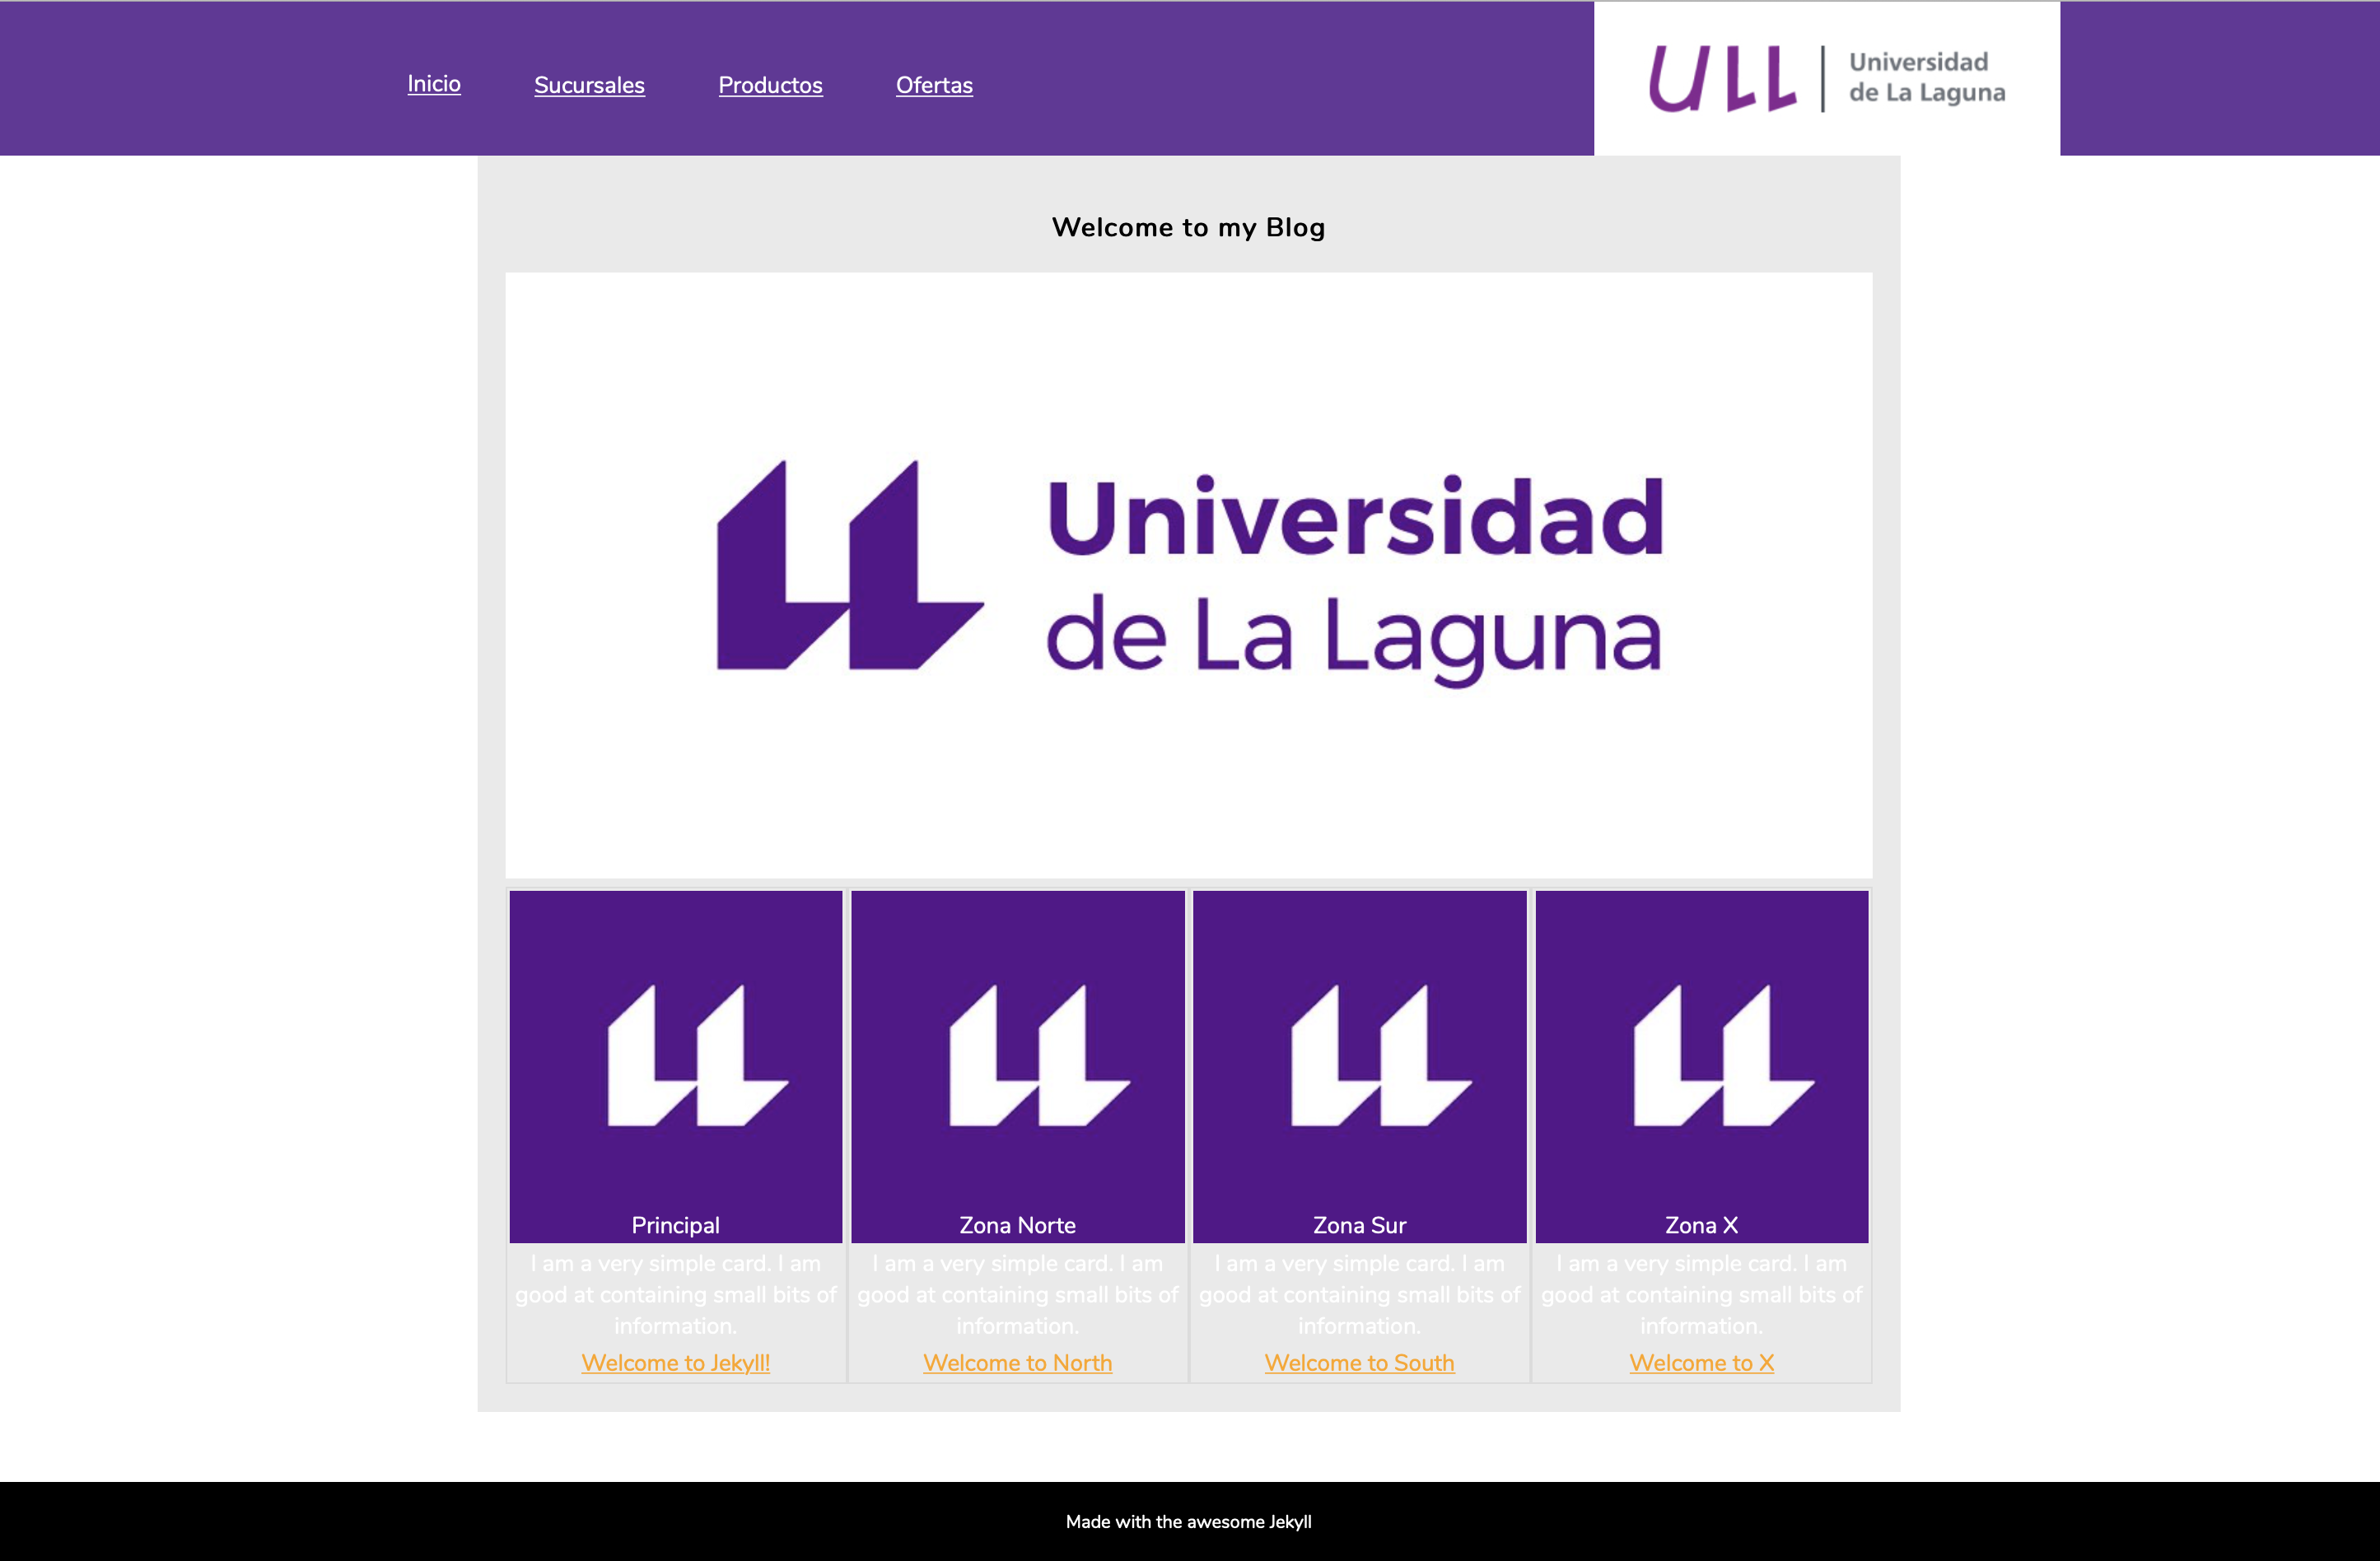 Inicio Sucursales Productos Ofertas
ULL
Universidad
de La Laguna
Welcome to my Blog
Universidad
de La Laguna
Principal
I am a very simple card. I am
good at containing small bits of
information.
Welcome to Jekyll!
Zona Norte
I am a very simple card. I am
good at containing small bits of
information.
Welcome to North
Zona Sur
I am a very simple card. I am
good at containing small bits of
information.
Welcome to South
Zona X
I am a very simple card. I am
good at containing small bits of
information.
Welcome to X
Made with the awesome Jekyll